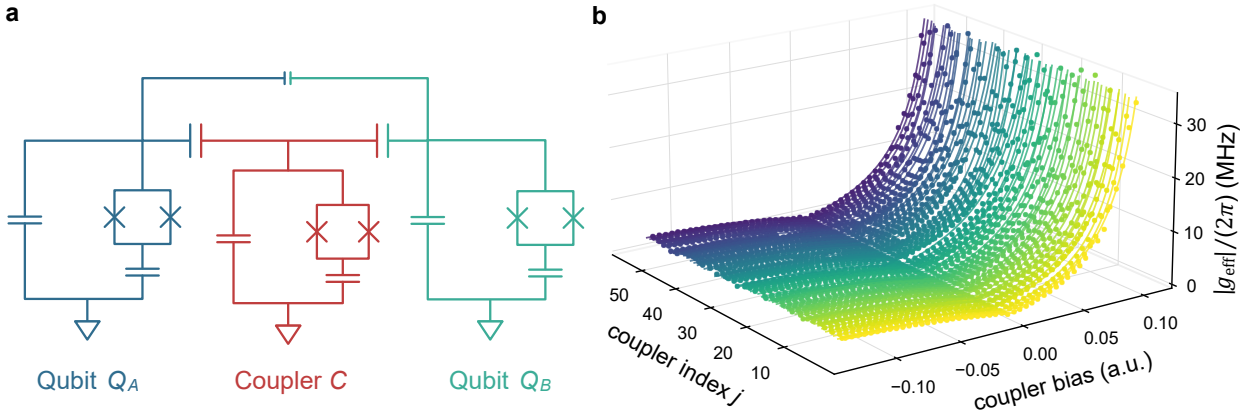 a
Qubit Q_A
Coupler C
Qubit Q_B
b
30
20
10
0
|g_eff|/(2π) (MHz)
50
40
30
20
10
coupler index j
−0.10
−0.05
0.00
0.05
0.10
coupler bias (a.u.)